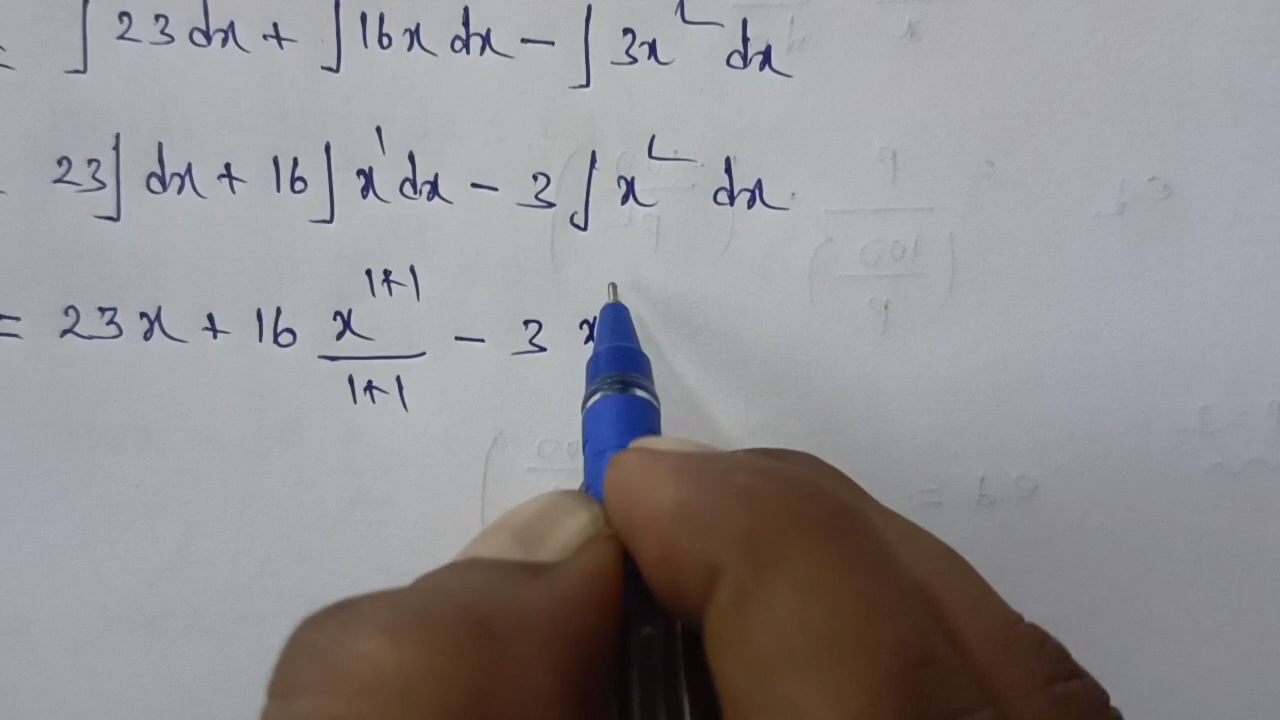 = ∫ 23 dx + ∫ 16x dx - ∫ 3x² dx
= 23 ∫ dx + 16 ∫ x¹ dx - 3 ∫ x² dx
= 23x + 16 x^(1+1)/(1+1) - 3 x